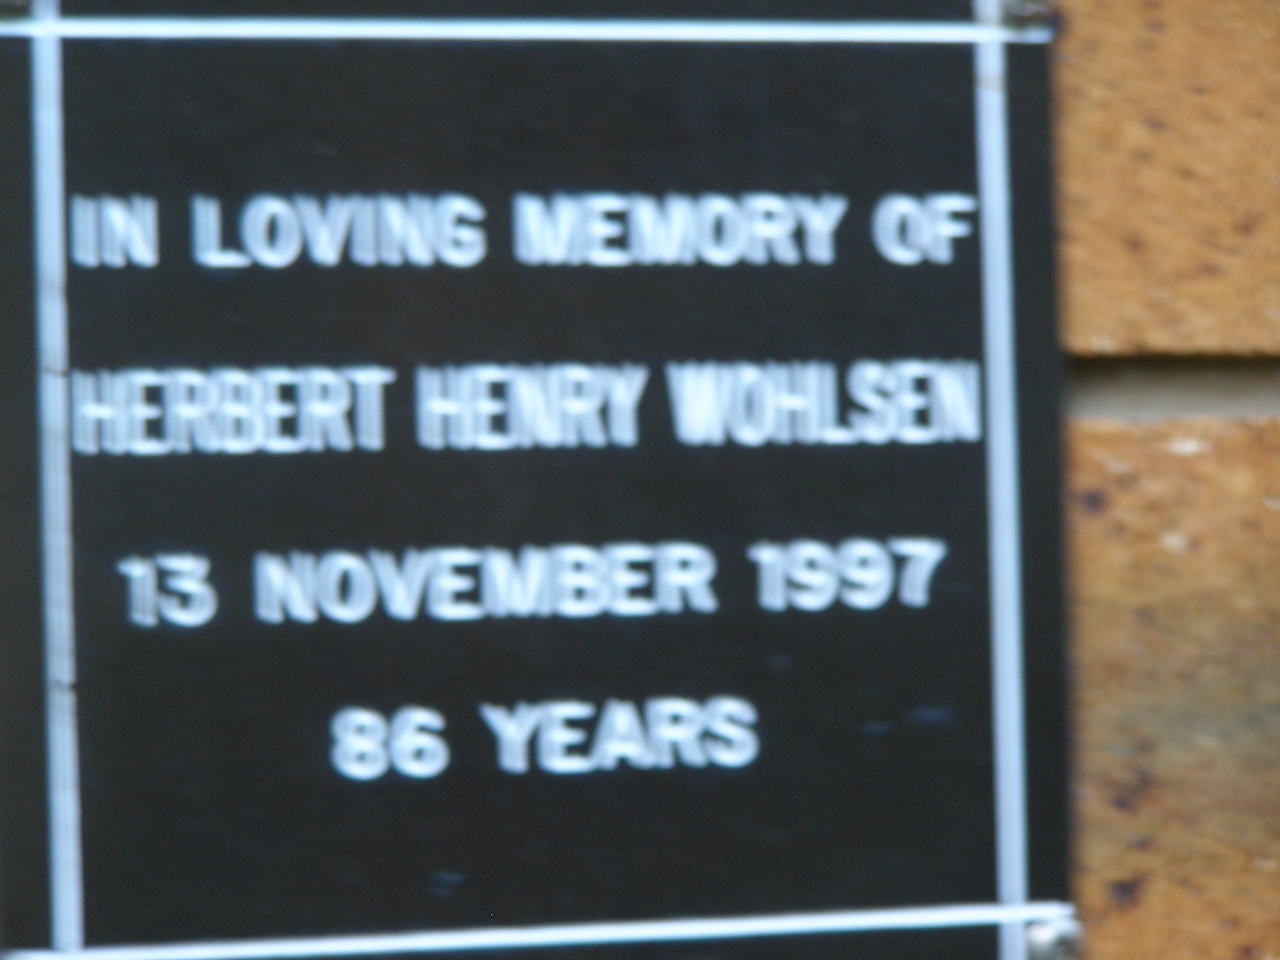 IN LOVING MEMORY OF
HERBERT HENRY WOHLSEN
13 NOVEMBER 1997
86 YEARS